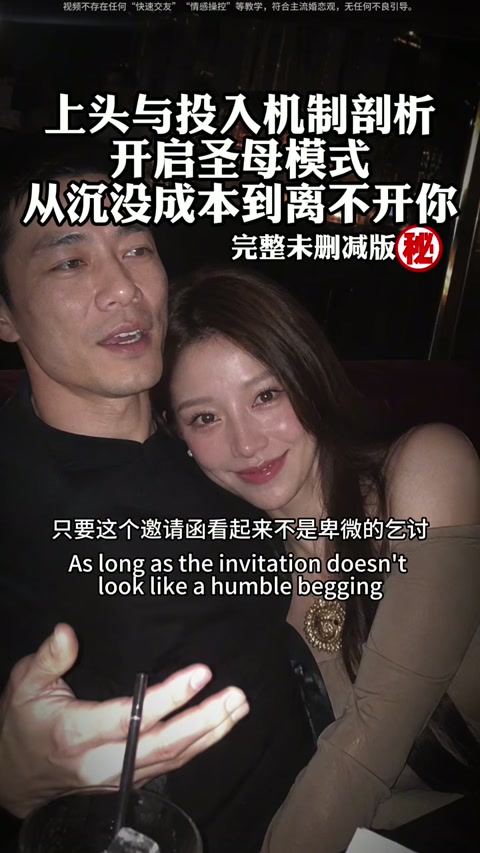 视频不存在任何“快速交友”“情感操控”等教学，符合主流婚恋观，无任何不良引导。
上头与投入机制剖析
开启圣母模式
从沉没成本到离不开你
完整未删减版 秘
只要这个邀请函看起来不是卑微的乞讨
As long as the invitation doesn't
look like a humble begging